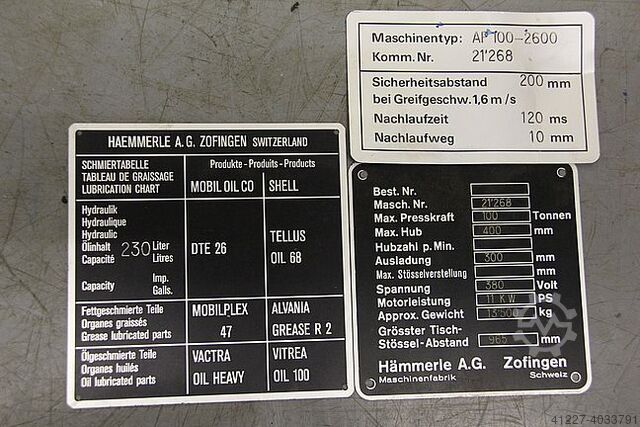 Maschinentyp: AP 100-2600
Komm. Nr. 21'268
Sicherheitsabstand 200 mm
bei Greifgeschw. 1,6 m/s
Nachlaufzeit 120 ms
Nachlaufweg 10 mm
HAEMMERLE A.G. ZOFINGEN SWITZERLAND
SCHMIERTABELLE
TABLEAU DE GRAISSAGE
LUBRICATION CHART
Produkte - Produits - Products
MOBIL OIL CO SHELL
Hydraulik
Hydraulique
Hydraulic
Ölinhalt 230 Liter
Capacité Litres
Capacity Imp. Galls.
DTE 26
TELLUS
OIL 68
Fettgeschmierte Teile
Organes graissés
Grease lubricated parts
MOBILPLEX
47
ALVANIA
GREASE R 2
Ölgeschmierte Teile
Organes huilés
Oil lubricated parts
VACTRA
OIL HEAVY
VITREA
OIL 100
Best. Nr.
Masch. Nr. 21'268
Max. Presskraft 100 Tonnen
Max. Hub 400 mm
Hubzahl p. Min.
Ausladung 300 mm
Max. Stösselverstellung mm
Spannung 380 Volt
Motorleistung 11 KW PS
Approx. Gewicht 13'500 kg
Grösster Tisch-
Stössel-Abstand 965 mm
Hämmerle A.G. Zofingen
Maschinenfabrik Schweiz
41227-4033791